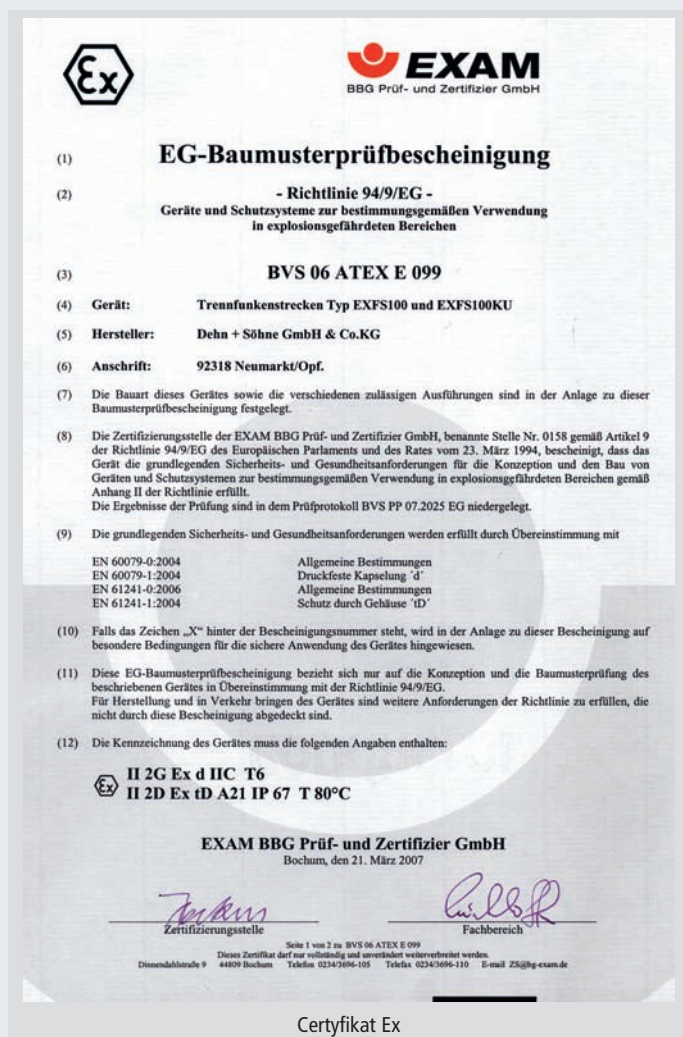 Ex
EXAM
BBG Prüf- und Zertifizier GmbH
(1) EG-Baumusterprüfbescheinigung
(2) - Richtlinie 94/9/EG -
Geräte und Schutzsysteme zur bestimmungsgemäßen Verwendung
in explosionsgefährdeten Bereichen
(3) BVS 06 ATEX E 099
(4) Gerät: Trennfunkenstrecken Typ EXFS100 und EXFS100KU
(5) Hersteller: Dehn + Söhne GmbH & Co.KG
(6) Anschrift: 92318 Neumarkt/Opf.
(7) Die Bauart dieses Gerätes sowie die verschiedenen zulässigen Ausführungen sind in der Anlage zu dieser
Baumusterprüfbescheinigung festgelegt.
(8) Die Zertifizierungsstelle der EXAM BBG Prüf- und Zertifizier GmbH, benannte Stelle Nr. 0158 gemäß Artikel 9
der Richtlinie 94/9/EG des Europäischen Parlaments und des Rates vom 23. März 1994, bescheinigt, dass das
Gerät die grundlegenden Sicherheits- und Gesundheitsanforderungen für die Konzeption und den Bau von
Geräten und Schutzsystemen zur bestimmungsgemäßen Verwendung in explosionsgefährdeten Bereichen gemäß
Anhang II der Richtlinie erfüllt.
Die Ergebnisse der Prüfung sind in dem Prüfprotokoll BVS PP 07.2025 EG niedergelegt.
(9) Die grundlegenden Sicherheits- und Gesundheitsanforderungen werden erfüllt durch Übereinstimmung mit
EN 60079-0:2004 Allgemeine Bestimmungen
EN 60079-1:2004 Druckfeste Kapselung ´d´
EN 61241-0:2006 Allgemeine Bestimmungen
EN 61241-1:2004 Schutz durch Gehäuse ´tD´
(10) Falls das Zeichen „X“ hinter der Bescheinigungsnummer steht, wird in der Anlage zu dieser Bescheinigung auf
besondere Bedingungen für die sichere Anwendung des Gerätes hingewiesen.
(11) Diese EG-Baumusterprüfbescheinigung bezieht sich nur auf die Konzeption und die Baumusterprüfung des
beschriebenen Gerätes in Übereinstimmung mit der Richtlinie 94/9/EG.
Für Herstellung und in Verkehr bringen des Gerätes sind weitere Anforderungen der Richtlinie zu erfüllen, die
nicht durch diese Bescheinigung abgedeckt sind.
(12) Die Kennzeichnung des Gerätes muss die folgenden Angaben enthalten:
Ex II 2G Ex d IIC T6
II 2D Ex tD A21 IP 67 T 80°C
EXAM BBG Prüf- und Zertifizier GmbH
Bochum, den 21. März 2007
Zertifizierungsstelle Fachbereich
Seite 1 von 2 zu BVS 06 ATEX E 099
Dieses Zertifikat darf nur vollständig und unverändert weiterverbreitet werden.
Dinnendahlstraße 9 44809 Bochum Telefon 0234/3696-105 Telefax 0234/3696-110 E-mail ZS@bg-exam.de
Certyfikat Ex